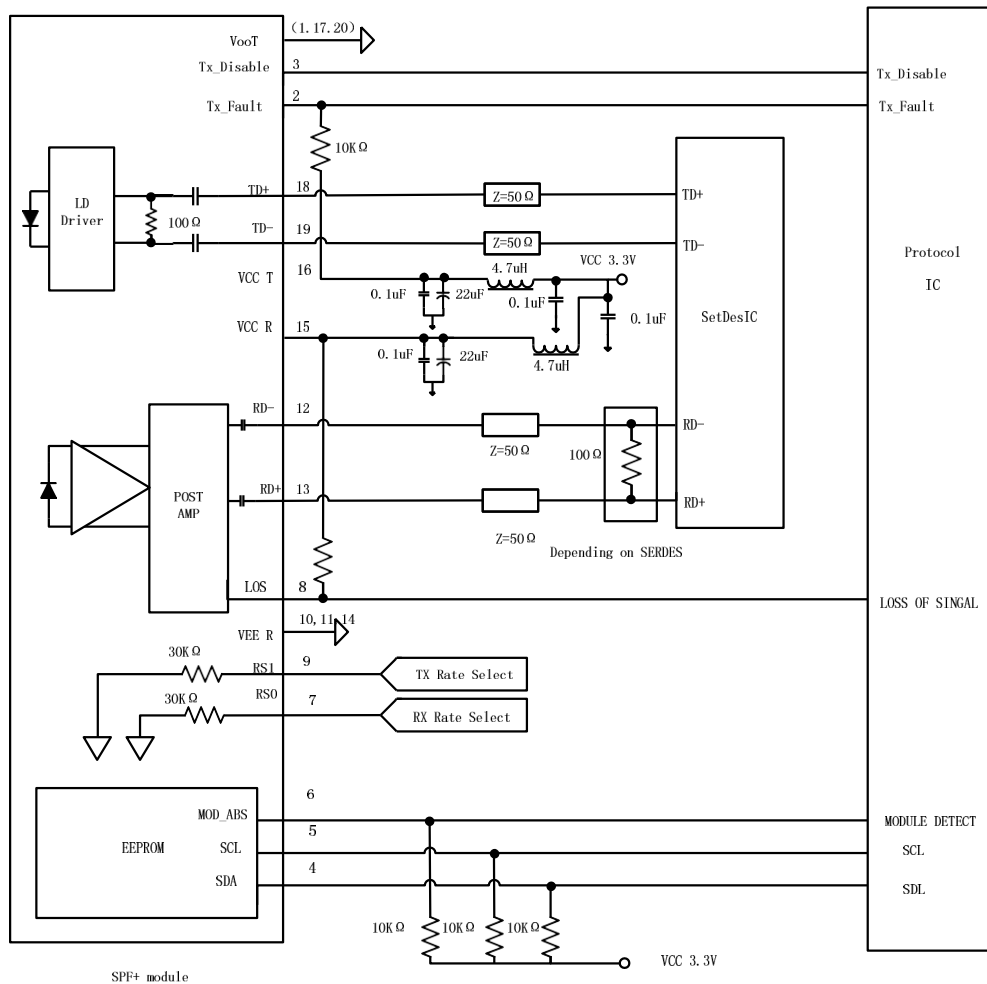 VooT
(1.17.20)
Tx_Disable
3
Tx_Disable
Tx_Fault
2
Tx_Fault
10KΩ
LD
Driver
100Ω
TD+
18
Z=50Ω
TD+
TD-
19
Z=50Ω
TD-
VCC T
16
4.7uH
VCC 3.3V
0.1uF
22uF
0.1uF
0.1uF
SetDesIC
Protocol
IC
VCC R
15
0.1uF
22uF
4.7uH
RD-
12
Z=50Ω
100Ω
RD-
POST
AMP
RD+
13
Z=50Ω
RD+
Depending on SERDES
LOS
8
LOSS OF SINGAL
VEE R
10,11,14
30KΩ
RS1
9
TX Rate Select
30KΩ
RS0
7
RX Rate Select
EEPROM
MOD_ABS
6
MODULE DETECT
SCL
5
SCL
SDA
4
SDL
10KΩ
10KΩ
10KΩ
VCC 3.3V
SPF+ module